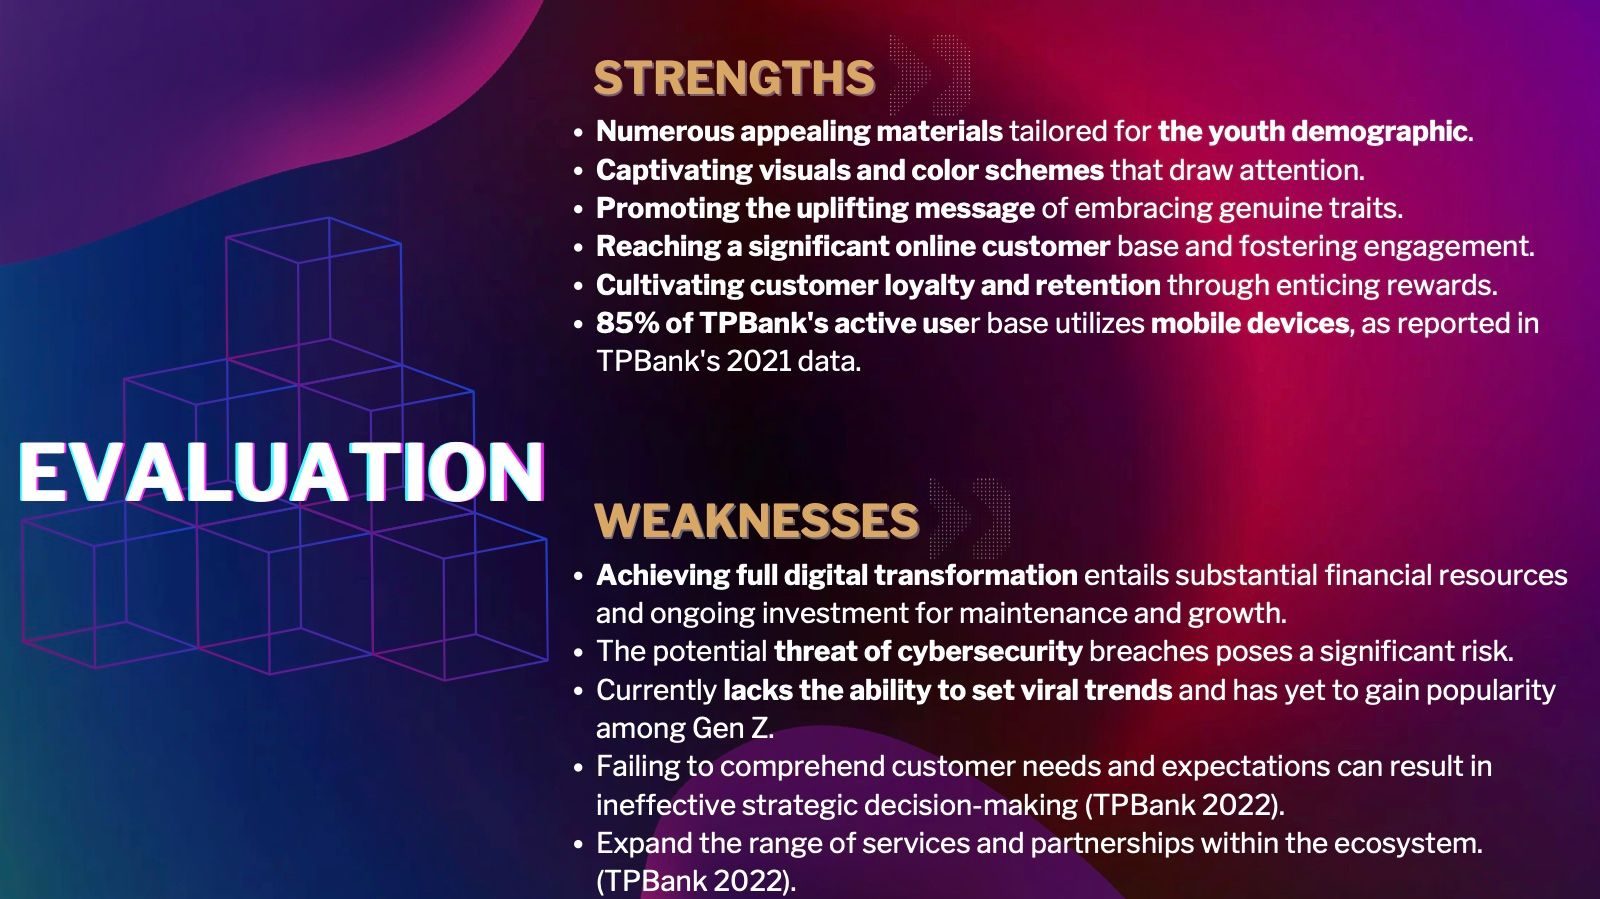 STRENGTHS
• Numerous appealing materials tailored for the youth demographic.
• Captivating visuals and color schemes that draw attention.
• Promoting the uplifting message of embracing genuine traits.
• Reaching a significant online customer base and fostering engagement.
• Cultivating customer loyalty and retention through enticing rewards.
• 85% of TPBank's active user base utilizes mobile devices, as reported in
TPBank's 2021 data.
EVALUATION
WEAKNESSES
• Achieving full digital transformation entails substantial financial resources
and ongoing investment for maintenance and growth.
• The potential threat of cybersecurity breaches poses a significant risk.
• Currently lacks the ability to set viral trends and has yet to gain popularity
among Gen Z.
• Failing to comprehend customer needs and expectations can result in
ineffective strategic decision-making (TPBank 2022).
• Expand the range of services and partnerships within the ecosystem.
(TPBank 2022).